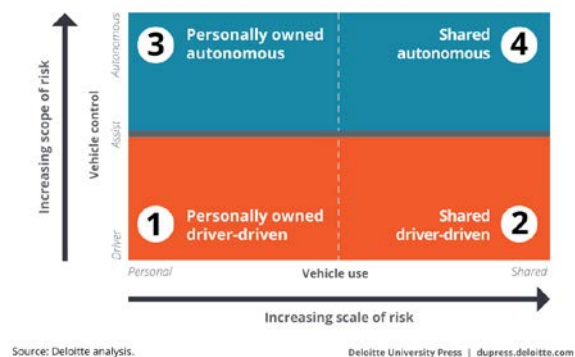 Increasing scope of risk
Vehicle control
Autonomous
Assist
Driver
3
Personally owned
autonomous
Shared
autonomous
4
1
Personally owned
driver-driven
Shared
driver-driven
2
Personal
Vehicle use
Shared
Increasing scale of risk
Source: Deloitte analysis.
Deloitte University Press | dupress.deloitte.com